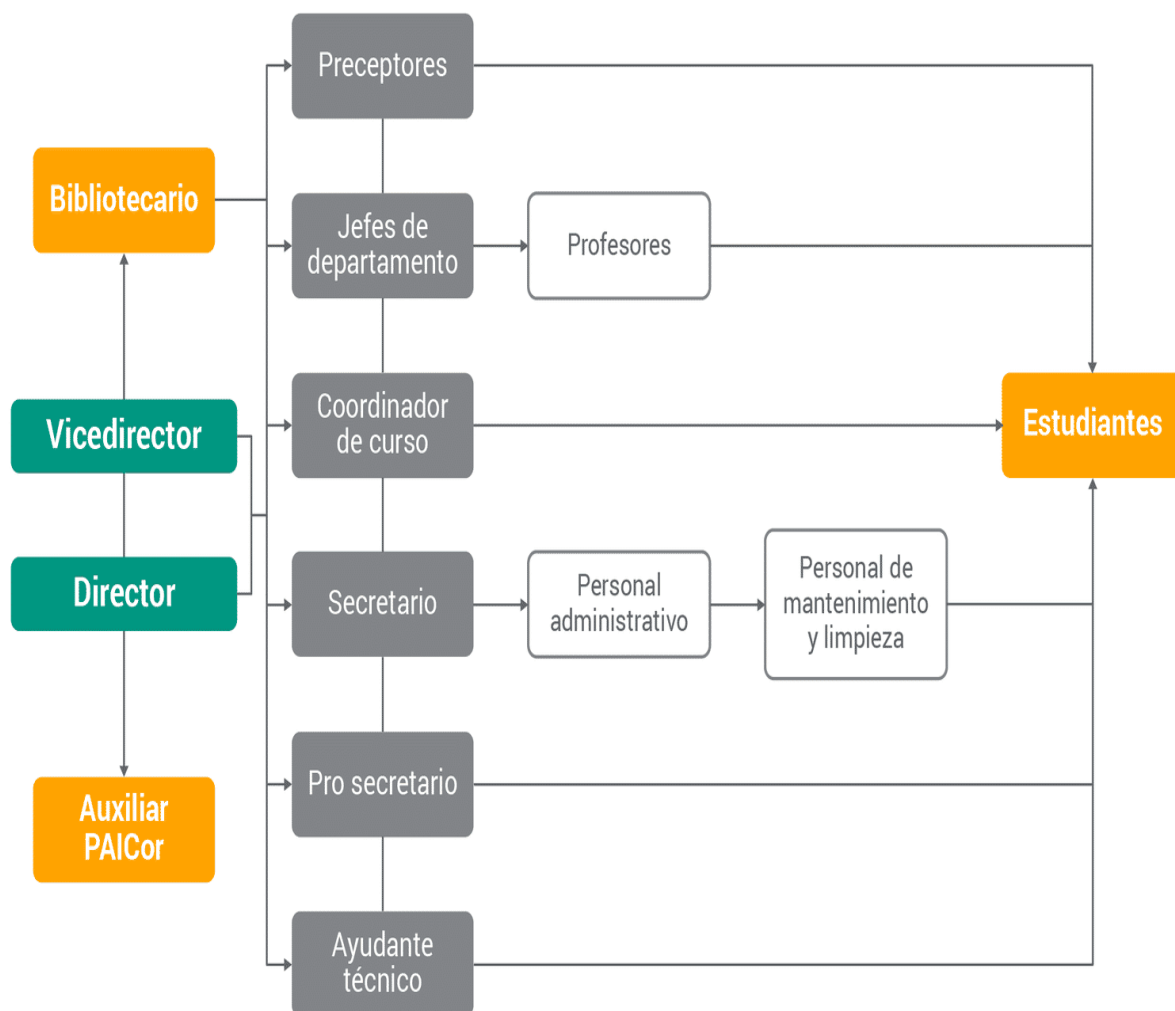 Preceptores
Bibliotecario
Jefes de
departamento
Profesores
Vicedirector
Coordinador
de curso
Estudiantes
Director
Secretario
Personal
administrativo
Personal de
mantenimiento
y limpieza
Auxiliar
PAICor
Pro secretario
Ayudante
técnico